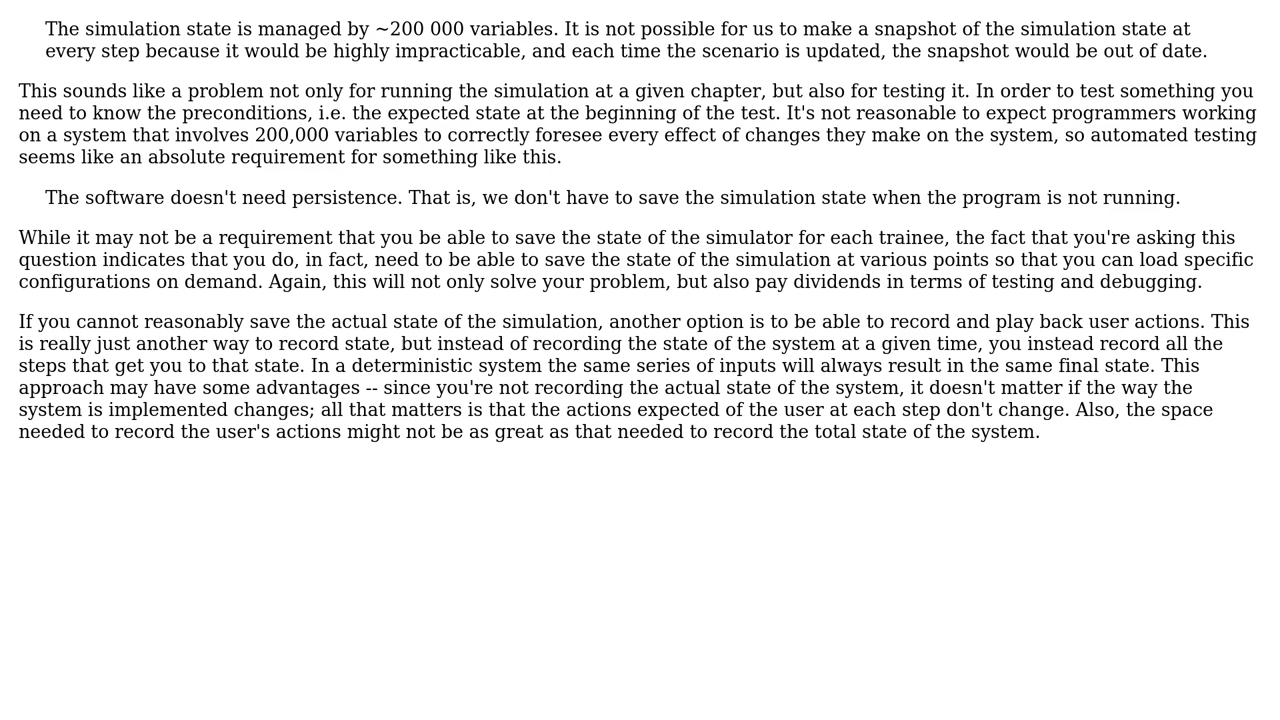 The simulation state is managed by ~200 000 variables. It is not possible for us to make a snapshot of the simulation state at
every step because it would be highly impracticable, and each time the scenario is updated, the snapshot would be out of date.
This sounds like a problem not only for running the simulation at a given chapter, but also for testing it. In order to test something you
need to know the preconditions, i.e. the expected state at the beginning of the test. It's not reasonable to expect programmers working
on a system that involves 200,000 variables to correctly foresee every effect of changes they make on the system, so automated testing
seems like an absolute requirement for something like this.
The software doesn't need persistence. That is, we don't have to save the simulation state when the program is not running.
While it may not be a requirement that you be able to save the state of the simulator for each trainee, the fact that you're asking this
question indicates that you do, in fact, need to be able to save the state of the simulation at various points so that you can load specific
configurations on demand. Again, this will not only solve your problem, but also pay dividends in terms of testing and debugging.
If you cannot reasonably save the actual state of the simulation, another option is to be able to record and play back user actions. This
is really just another way to record state, but instead of recording the state of the system at a given time, you instead record all the
steps that get you to that state. In a deterministic system the same series of inputs will always result in the same final state. This
approach may have some advantages -- since you're not recording the actual state of the system, it doesn't matter if the way the
system is implemented changes; all that matters is that the actions expected of the user at each step don't change. Also, the space
needed to record the user's actions might not be as great as that needed to record the total state of the system.